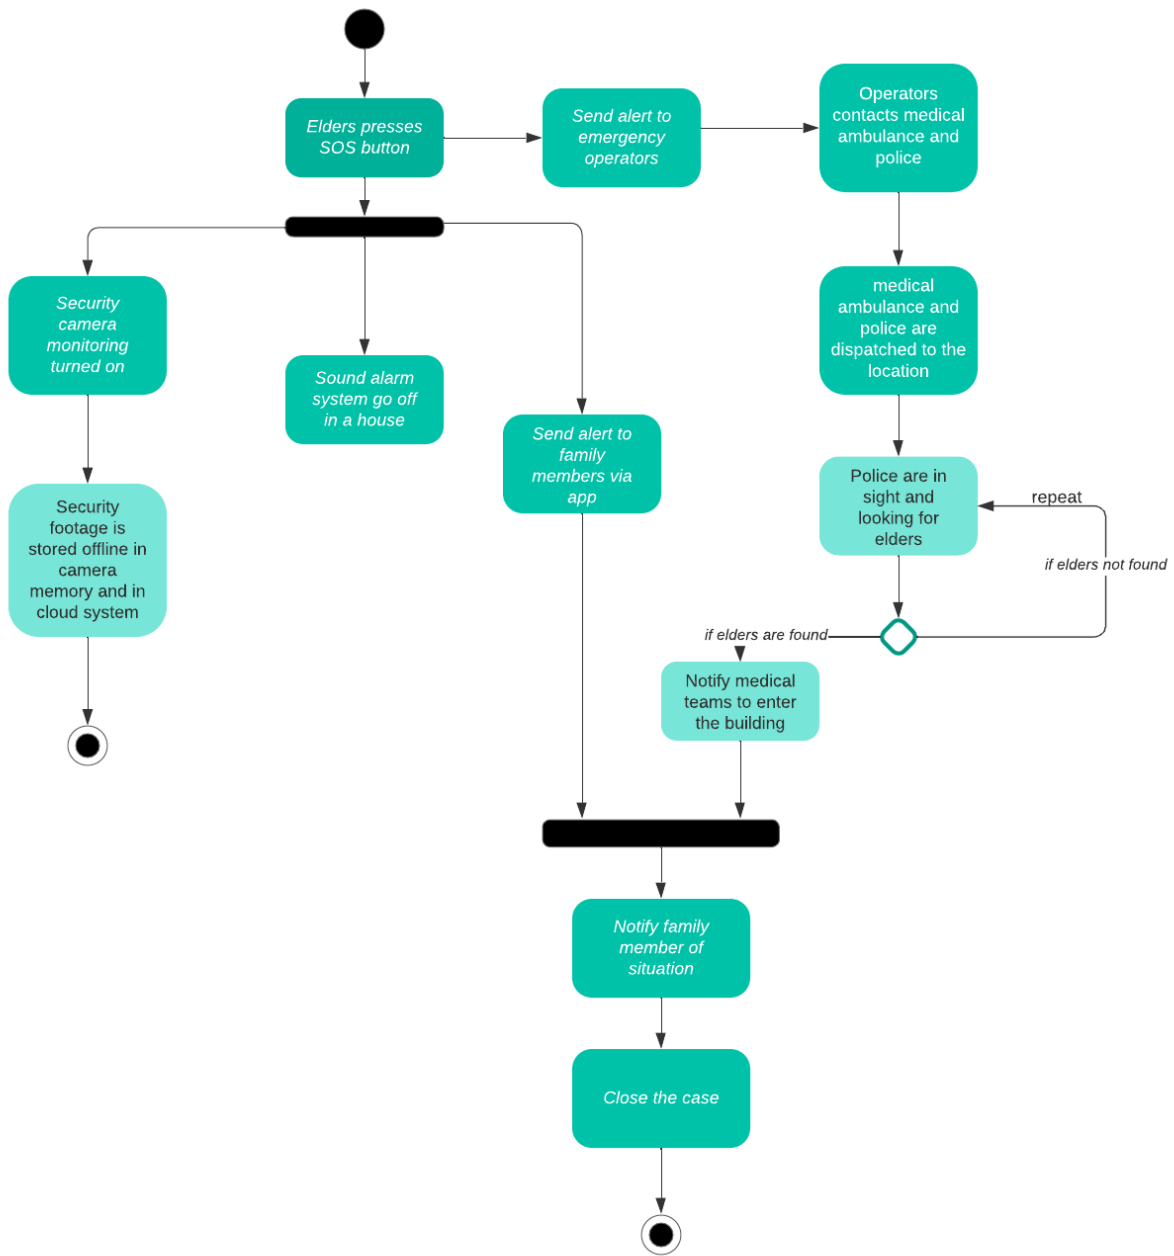 Elders presses
SOS button
Send alert to
emergency
operators
Operators
contacts medical
ambulance and
police
Security
camera
monitoring
turned on
medical
ambulance and
police are
dispatched to the
location
Sound alarm
system go off
in a house
Send alert to
family
members via
app
Police are in
sight and
looking for
elders
repeat
if elders not found
Security
footage is
stored offline in
camera
memory and in
cloud system
if elders are found
Notify medical
teams to enter
the building
Notify family
member of
situation
Close the case